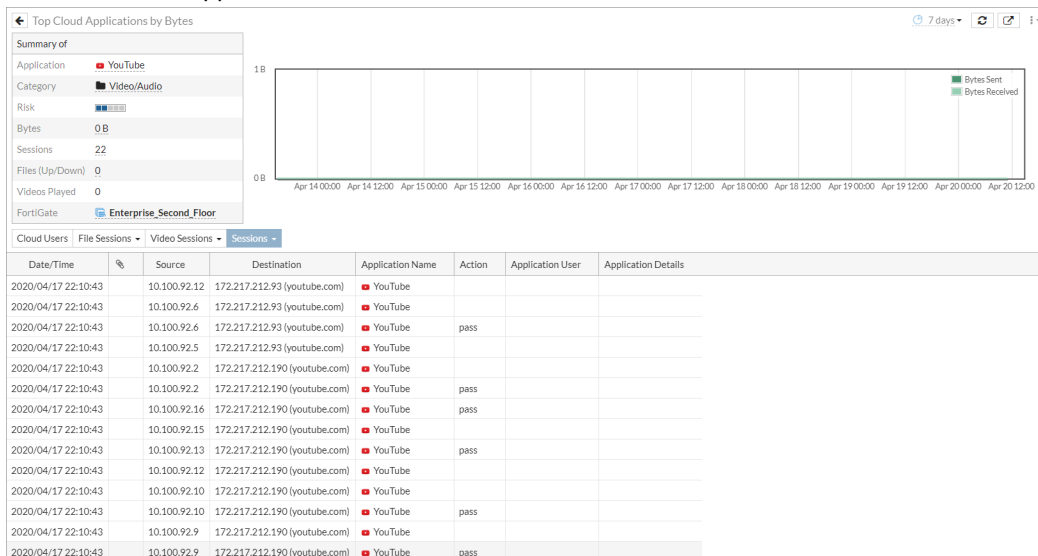 Top Cloud Applications by Bytes 7 days
Summary of
Application YouTube
Category Video/Audio
Risk
Bytes 0 B
Sessions 22
Files (Up/Down) 0
Videos Played 0
FortiGate Enterprise_Second_Floor
1 B
Bytes Sent
Bytes Received
0 B
Apr 14 00:00 Apr 14 12:00 Apr 15 00:00 Apr 15 12:00 Apr 16 00:00 Apr 16 12:00 Apr 17 00:00 Apr 17 12:00 Apr 18 00:00 Apr 18 12:00 Apr 19 00:00 Apr 19 12:00 Apr 20 00:00 Apr 20 12:00
Cloud Users File Sessions Video Sessions Sessions
Date/Time Source Destination Application Name Action Application User Application Details
2020/04/17 22:10:43 10.100.92.12 172.217.212.93 (youtube.com) YouTube
2020/04/17 22:10:43 10.100.92.6 172.217.212.93 (youtube.com) YouTube
2020/04/17 22:10:43 10.100.92.6 172.217.212.93 (youtube.com) YouTube pass
2020/04/17 22:10:43 10.100.92.5 172.217.212.93 (youtube.com) YouTube
2020/04/17 22:10:43 10.100.92.2 172.217.212.190 (youtube.com) YouTube
2020/04/17 22:10:43 10.100.92.2 172.217.212.190 (youtube.com) YouTube pass
2020/04/17 22:10:43 10.100.92.16 172.217.212.190 (youtube.com) YouTube pass
2020/04/17 22:10:43 10.100.92.15 172.217.212.190 (youtube.com) YouTube
2020/04/17 22:10:43 10.100.92.13 172.217.212.190 (youtube.com) YouTube pass
2020/04/17 22:10:43 10.100.92.12 172.217.212.190 (youtube.com) YouTube
2020/04/17 22:10:43 10.100.92.10 172.217.212.190 (youtube.com) YouTube
2020/04/17 22:10:43 10.100.92.10 172.217.212.190 (youtube.com) YouTube pass
2020/04/17 22:10:43 10.100.92.9 172.217.212.190 (youtube.com) YouTube
2020/04/17 22:10:43 10.100.92.9 172.217.212.190 (youtube.com) YouTube pass